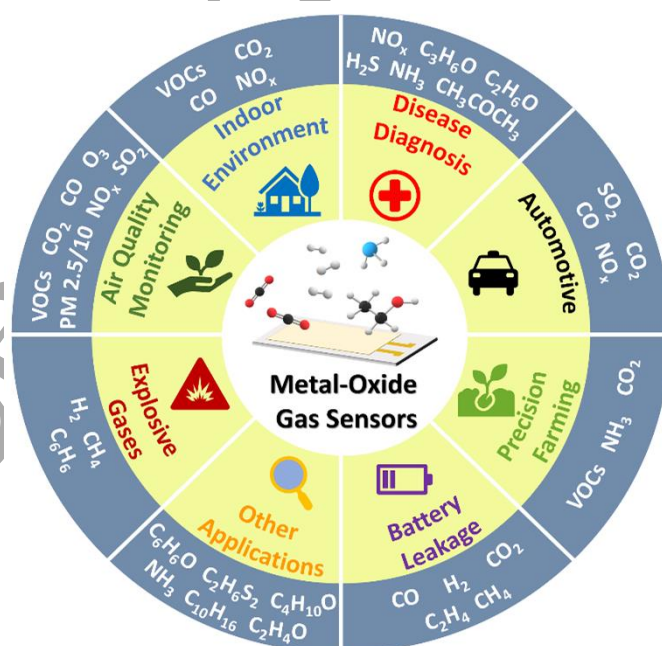 Metal-Oxide
Gas Sensors
Indoor
Environment
VOCs CO₂
CO NOₓ
Disease
Diagnosis
NOₓ C₃H₆O C₂H₆O
H₂S NH₃ CH₃COCH₃
Automotive
SO₂ CO₂
CO NOₓ
Precision
Farming
VOCs NH₃ CO₂
Battery
Leakage
CO H₂ CO₂
C₂H₄ CH₄
Other
Applications
C₆H₆O C₂H₆S₂ C₄H₁₀O
NH₃ C₁₀H₁₆ C₂H₄O
Explosive
Gases
H₂ CH₄
C₆H₆
Air Quality
Monitoring
VOCs CO₂ CO O₃
PM 2.5/10 NOₓ SO₂